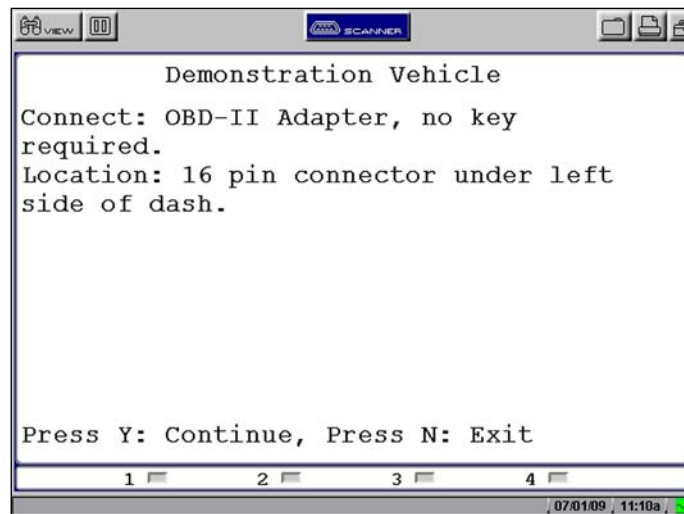 VIEW
SCANNER
Demonstration Vehicle
Connect: OBD-II Adapter, no key
required.
Location: 16 pin connector under left
side of dash.
Press Y: Continue, Press N: Exit
1 2 3 4
07/01/09 11:10a